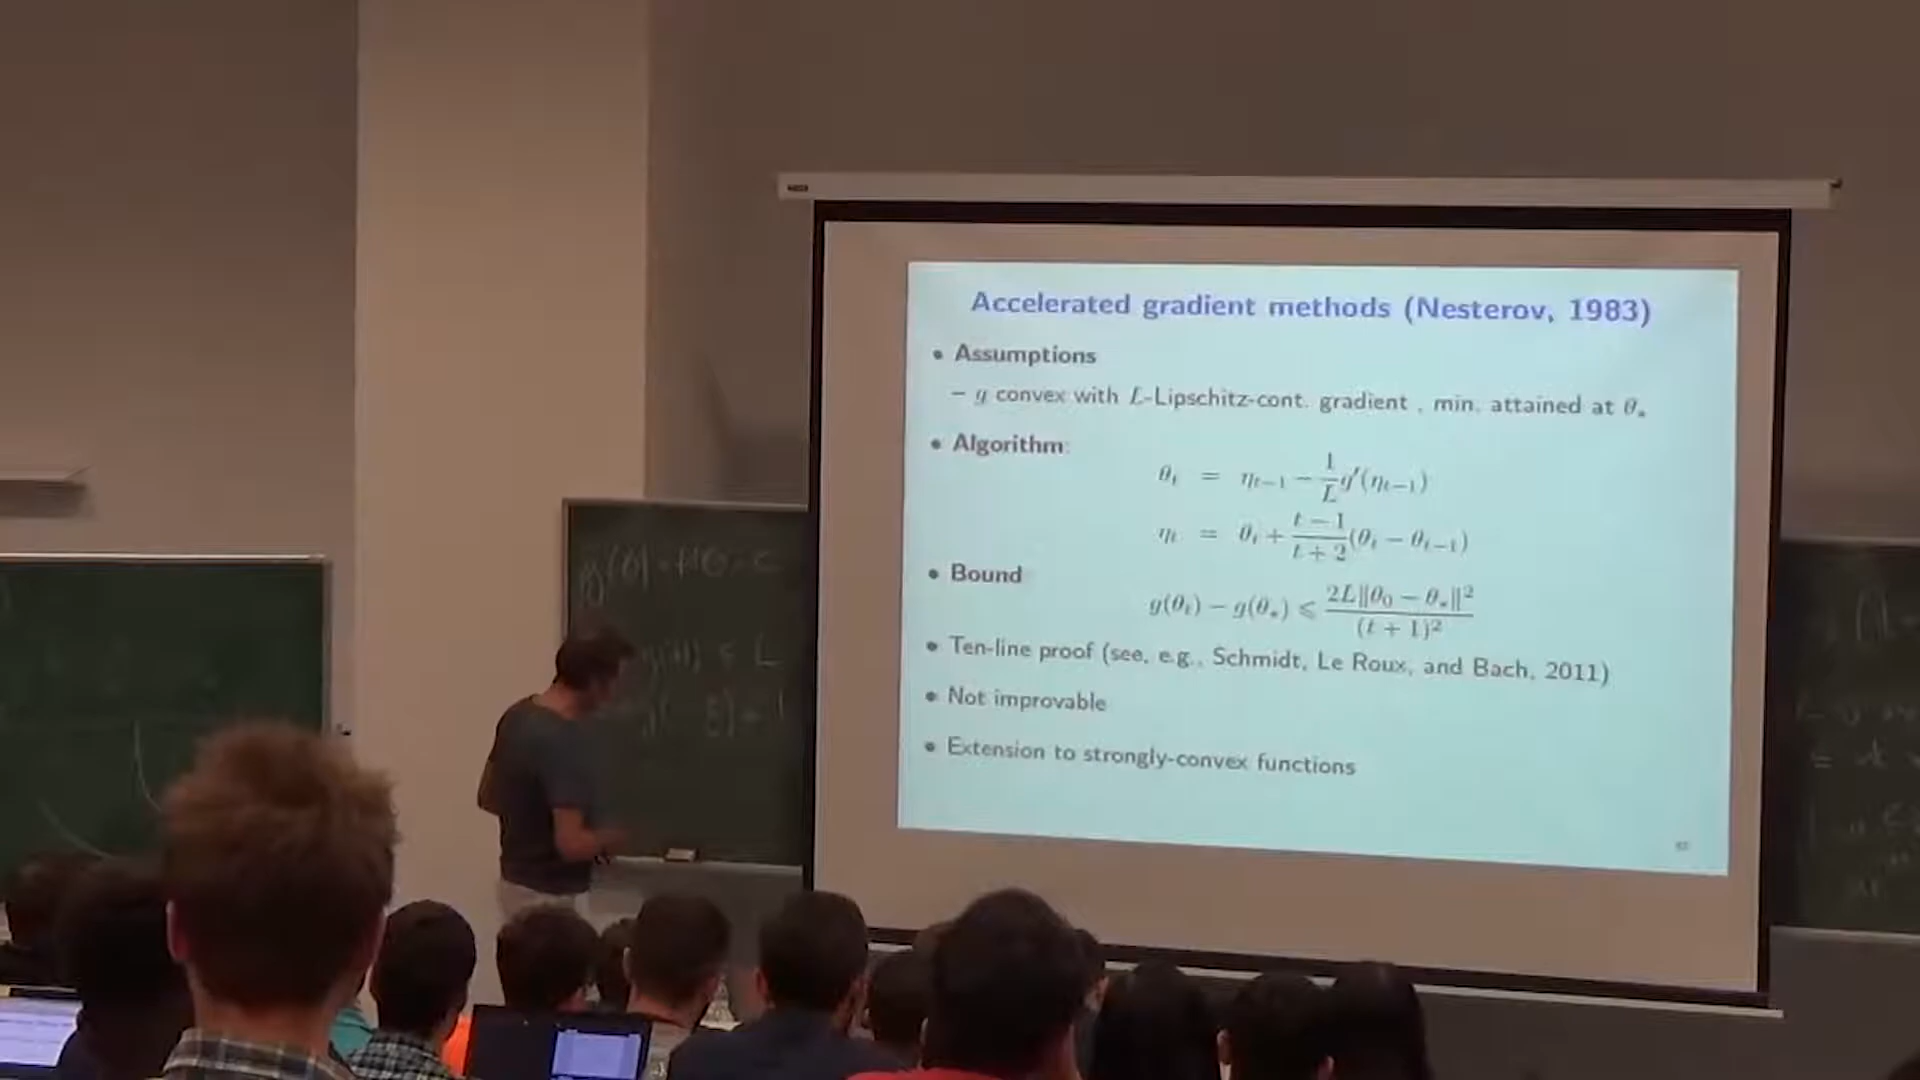 Accelerated gradient methods (Nesterov, 1983)
• Assumptions
– g convex with L-Lipschitz-cont. gradient , min. attained at θ*
• Algorithm:
θt = ηt−1 − 1/L g′(ηt−1)
ηt = θt + t − 1/t + 2 (θt − θt−1)
• Bound
g(θt) − g(θ*) ⩽ 2L‖θ0 − θ*‖²/(t + 1)²
• Ten-line proof (see, e.g., Schmidt, Le Roux, and Bach, 2011)
• Not improvable
• Extension to strongly-convex functions